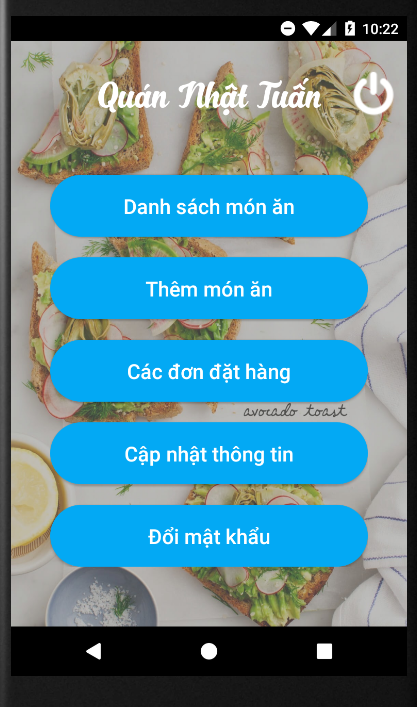 10:22
Quán Nhật Tuấn
Danh sách món ăn
Thêm món ăn
Các đơn đặt hàng
avocado toast
Cập nhật thông tin
Đổi mật khẩu